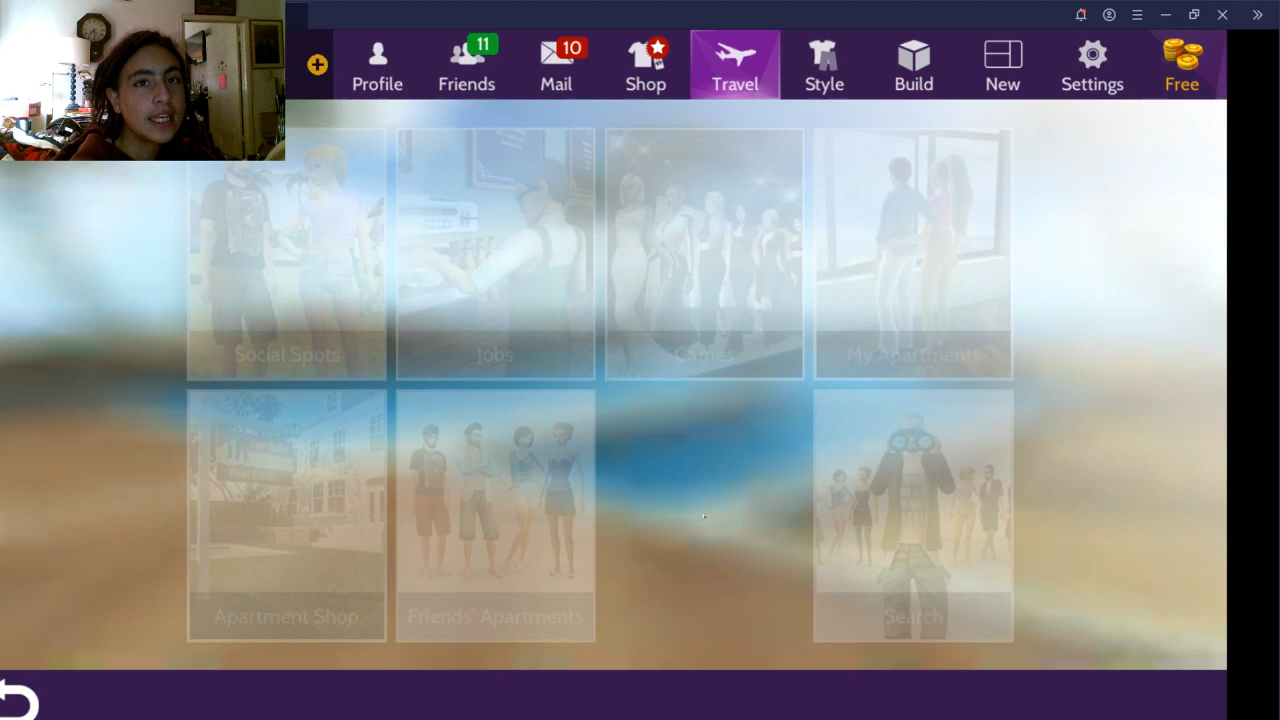 11
10
Profile
Friends
Mail
Shop
Travel
Style
Build
New
Settings
Free
Social Spots
Jobs
Games
My Apartments
Apartment Shop
Friends' Apartments
Search